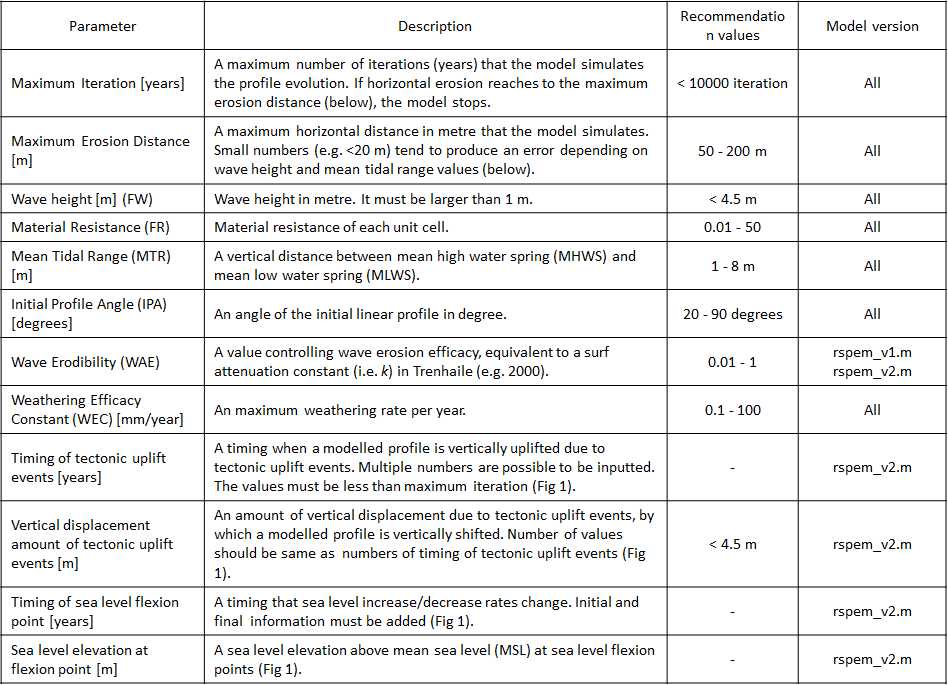 Parameter
Description
Recommendatio
n values
Model version
Maximum Iteration [years]
A maximum number of iterations (years) that the model simulates
the profile evolution. If horizontal erosion reaches to the maximum
erosion distance (below), the model stops.
< 10000 iteration
All
Maximum Erosion Distance
[m]
A maximum horizontal distance in metre that the model simulates.
Small numbers (e.g. <20 m) tend to produce an error depending on
wave height and mean tidal range values (below).
50 - 200 m
All
Wave height [m] (FW)
Wave height in metre. It must be larger than 1 m.
< 4.5 m
All
Material Resistance (FR)
Material resistance of each unit cell.
0.01 - 50
All
Mean Tidal Range (MTR)
[m]
A vertical distance between mean high water spring (MHWS) and
mean low water spring (MLWS).
1 - 8 m
All
Initial Profile Angle (IPA)
[degrees]
An angle of the initial linear profile in degree.
20 - 90 degrees
All
Wave Erodibility (WAE)
A value controlling wave erosion efficacy, equivalent to a surf
attenuation constant (i.e. k) in Trenhaile (e.g. 2000).
0.01 - 1
rspem_v1.m
rspem_v2.m
Weathering Efficacy
Constant (WEC) [mm/year]
An maximum weathering rate per year.
0.1 - 100
All
Timing of tectonic uplift
events [years]
A timing when a modelled profile is vertically uplifted due to
tectonic uplift events. Multiple numbers are possible to be inputted.
The values must be less than maximum iteration (Fig 1).
-
rspem_v2.m
Vertical displacement
amount of tectonic uplift
events [m]
An amount of vertical displacement due to tectonic uplift events, by
which a modelled profile is vertically shifted. Number of values
should be same as numbers of timing of tectonic uplift events (Fig
1).
< 4.5 m
rspem_v2.m
Timing of sea level flexion
point [years]
A timing that sea level increase/decrease rates change. Initial and
final information must be added (Fig 1).
-
rspem_v2.m
Sea level elevation at
flexion point [m]
A sea level elevation above mean sea level (MSL) at sea level flexion
points (Fig 1).
-
rspem_v2.m